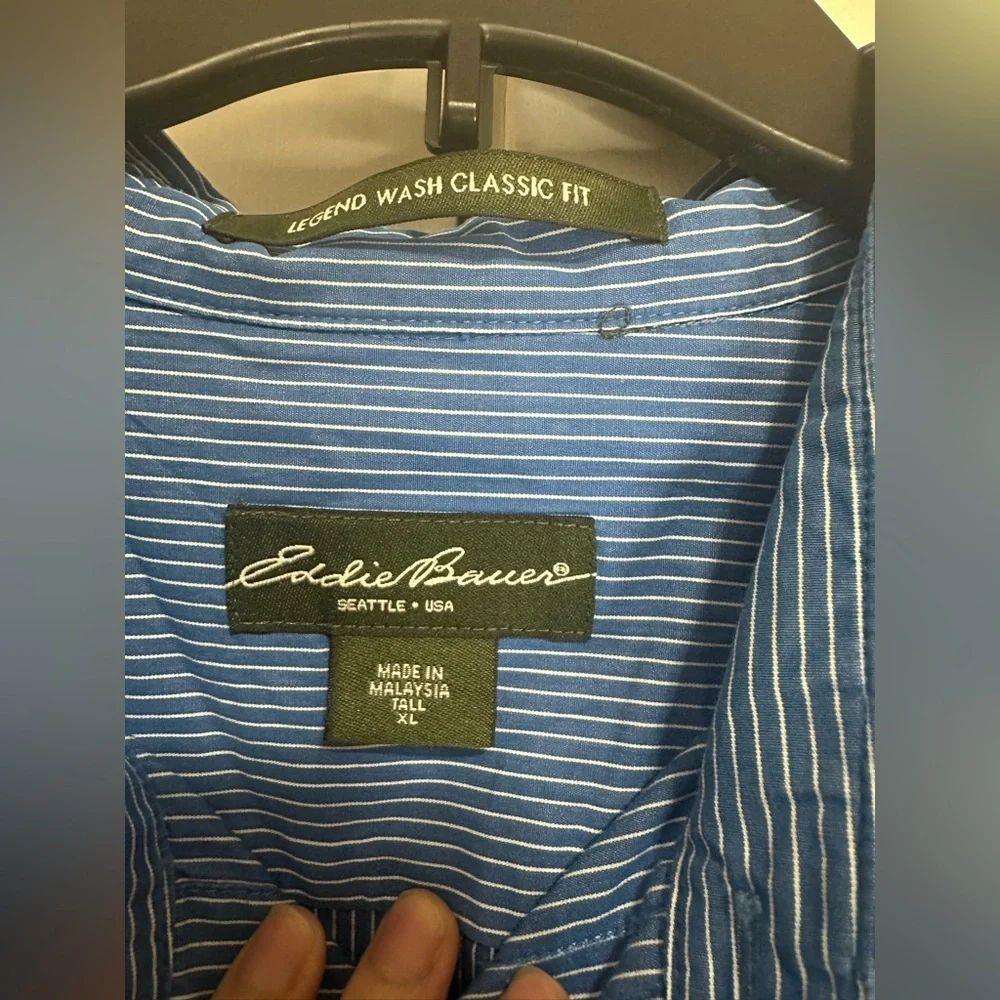 LEGEND WASH CLASSIC FIT
Eddie Bauer®
SEATTLE • USA
MADE IN
MALAYSIA
TALL
XL